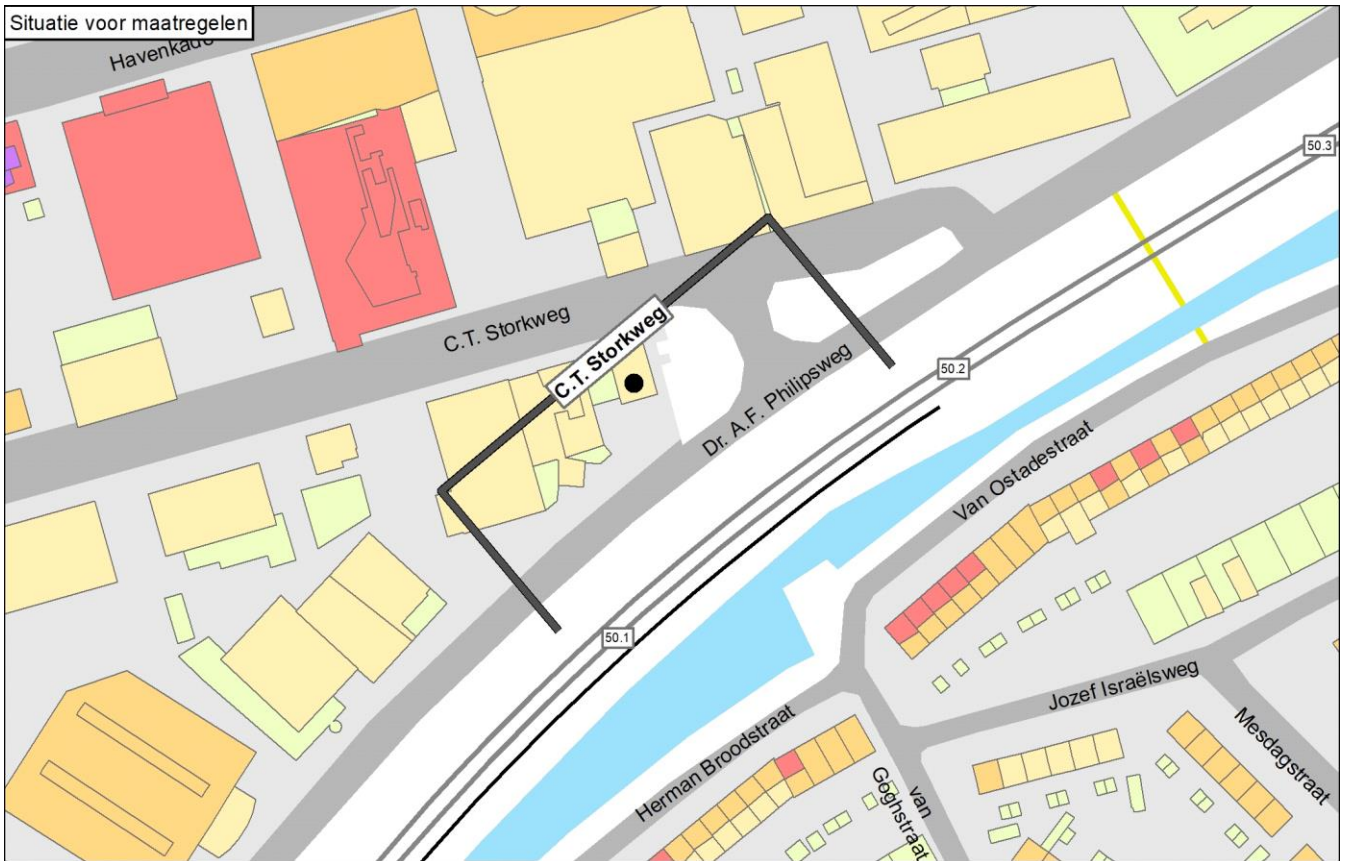 Situatie voor maatregelen
Havenkade
50.3
C.T. Storkweg
C.T. Storkweg
Dr. A.F. Philipsweg
50.2
Van Ostadestraat
50.1
Jozef Israëlsweg
Mesdagstraat
Herman Broodstraat
van
Goghstraat